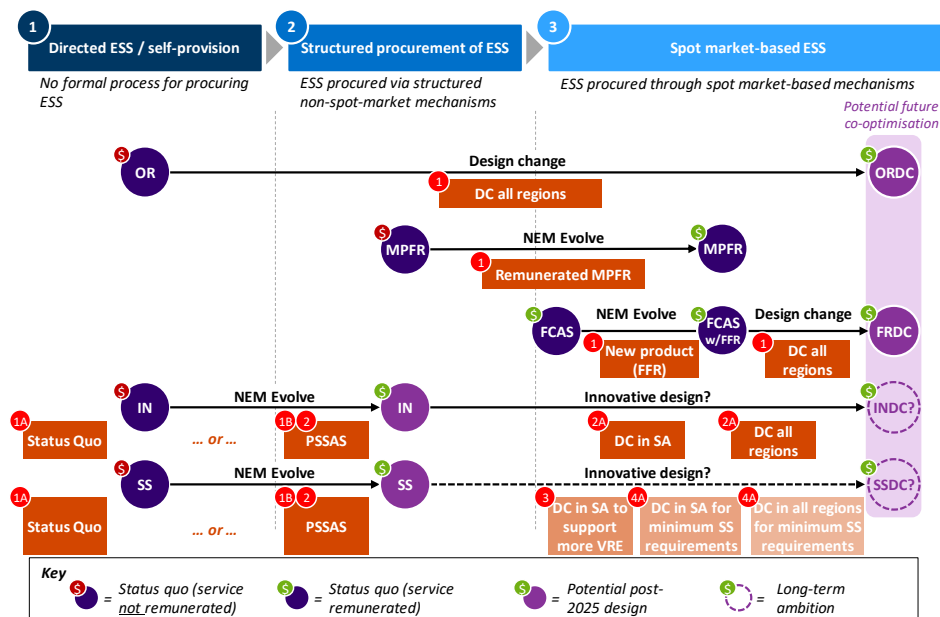 1
Directed ESS / self-provision
2
Structured procurement of ESS
3
Spot market-based ESS
No formal process for procuring
ESS
ESS procured via structured
non-spot-market mechanisms
ESS procured through spot market-based mechanisms
Potential future
co-optimisation
$
OR
Design change
1
DC all regions
$
ORDC
$
MPFR
NEM Evolve
1
Remunerated MPFR
$
MPFR
$
FCAS
NEM Evolve
1
New product
(FFR)
$
FCAS
w/FFR
Design change
1
DC all
regions
$
FRDC
1A
Status Quo
$
IN
NEM Evolve
... or ...
1B
2
PSSAS
$
IN
Innovative design?
2A
DC in SA
2A
DC all
regions
$
INDC?
1A
Status Quo
$
SS
NEM Evolve
... or ...
1B
2
PSSAS
$
SS
Innovative design?
3
DC in SA to
support
more VRE
4A
DC in SA for
minimum SS
requirements
4A
DC in all regions
for minimum SS
requirements
$
SSDC?
Key
$
= Status quo (service
not remunerated)
$
= Status quo (service
remunerated)
$
= Potential post-
2025 design
$
= Long-term
ambition